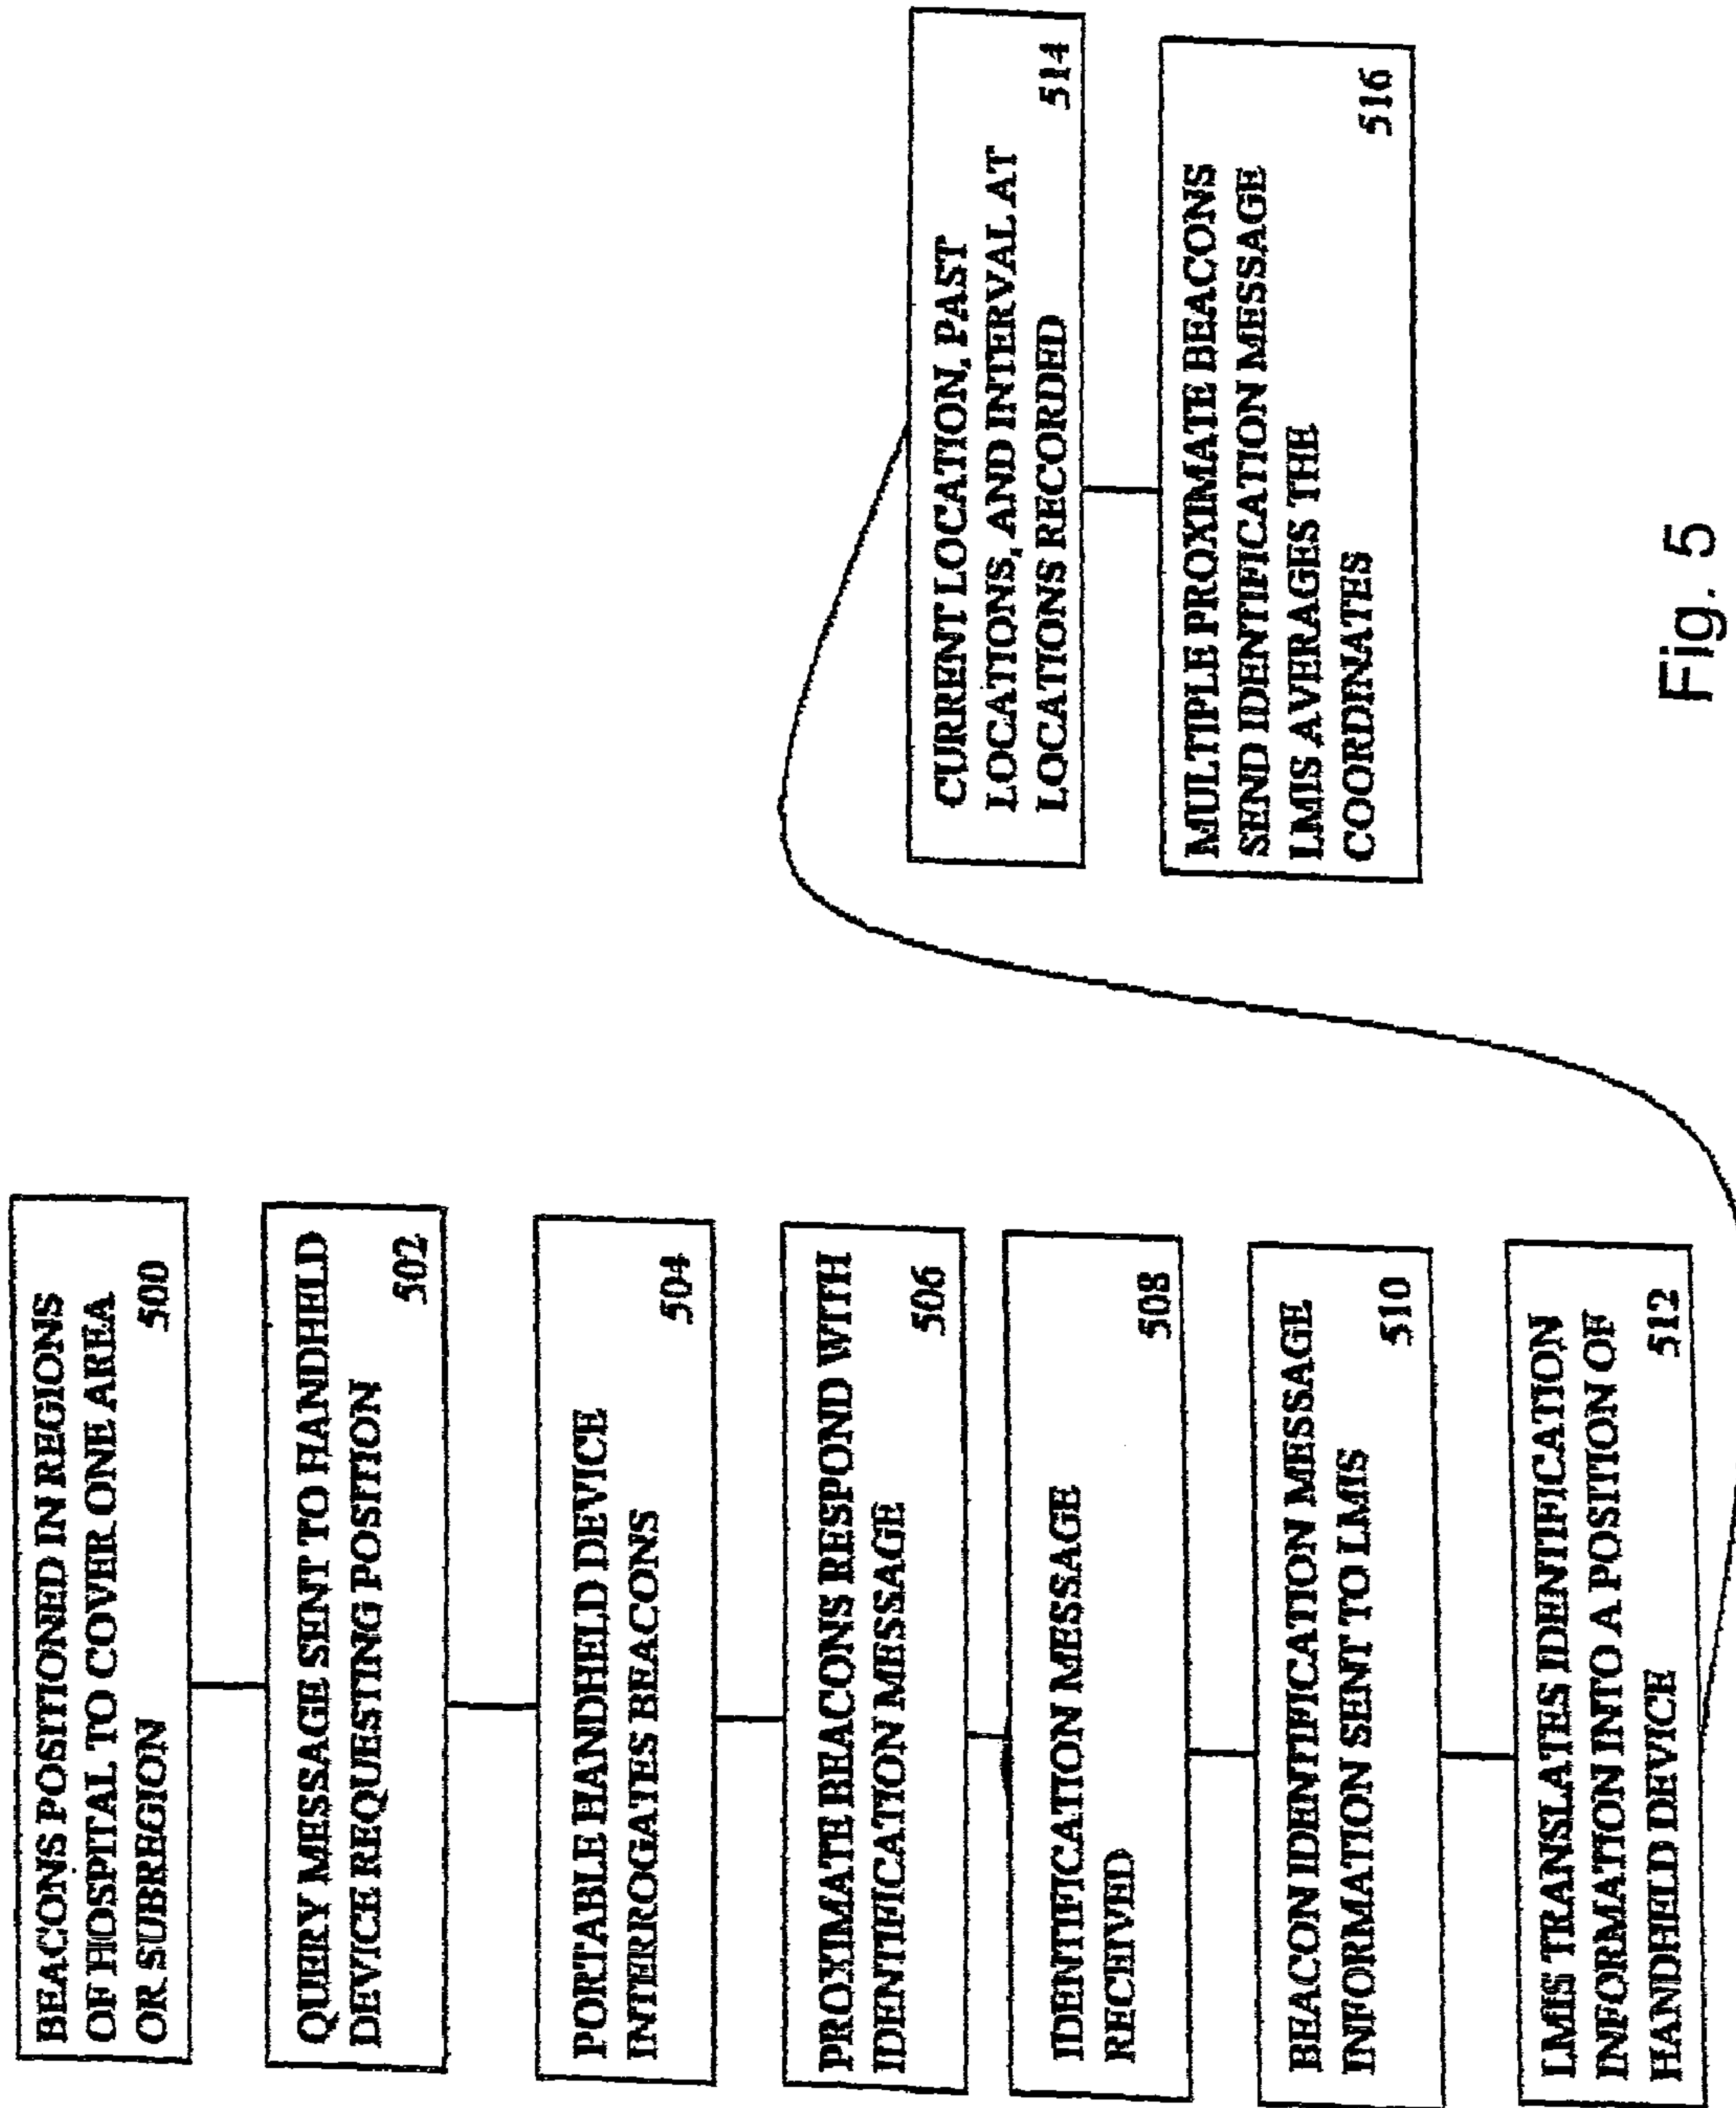 BEACONS POSITIONED IN REGIONS
OF HOSPITAL TO COVER ONE AREA
OR SUBREGION
500
QUERY MESSAGE SENT TO HANDHELD
DEVICE REQUESTING POSITION
502
PORTABLE HANDHELD DEVICE
INTERROGATES BEACONS
504
PROXIMATE BEACONS RESPOND WITH
IDENTIFICATION MESSAGE
506
IDENTIFICATION MESSAGE
RECEIVED
508
BEACON IDENTIFICATION MESSAGE
INFORMATION SENT TO LMIS
510
LMIS TRANSLATES IDENTIFICATION
INFORMATION INTO A POSITION OF
HANDHELD DEVICE
512
CURRENT LOCATION, PAST
LOCATIONS, AND INTERVAL AT
LOCATIONS RECORDED
514
MULTIPLE PROXIMATE BEACONS
SEND IDENTIFICATION MESSAGE
LMIS AVERAGES THE
COORDINATES
516
Fig. 5